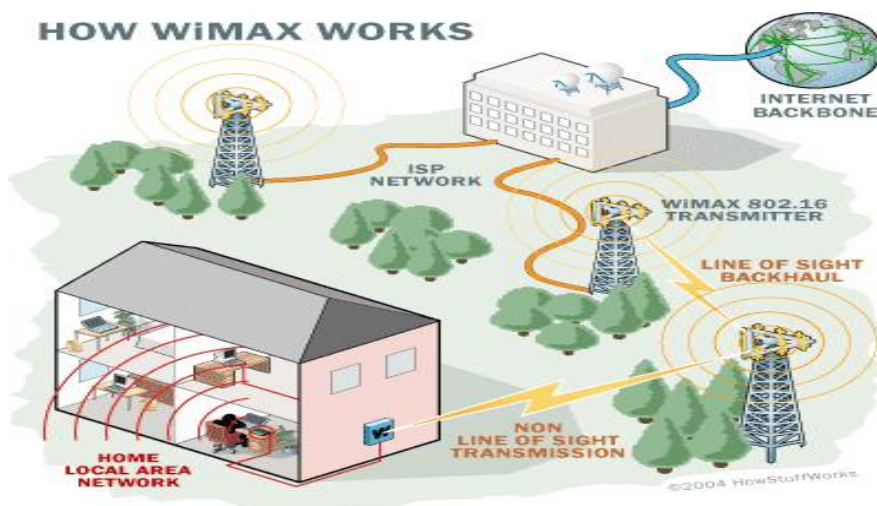 HOW WiMAX WORKS
INTERNET
BACKBONE
ISP
NETWORK
WiMAX 802.16
TRANSMITTER
LINE OF SIGHT
BACKHAUL
NON
LINE OF SIGHT
TRANSMISSION
HOME
LOCAL AREA
NETWORK
©2004 HowStuffWorks